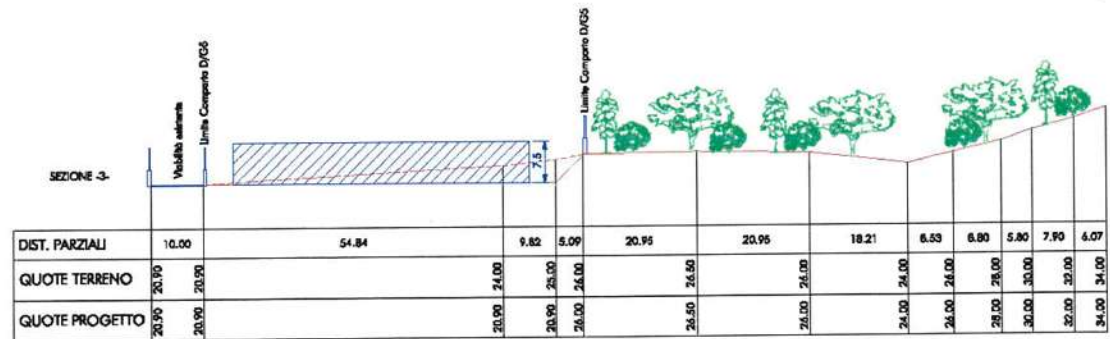 Viabilità esistente
Limite Comparto D/G5
Limite Comparto D/G5
7.5
SEZIONE -3-
DIST. PARZIALI 10.00 54.84 9.82 5.09 20.95 20.95 18.21 8.53 6.80 5.80 7.90 6.07
QUOTE TERRENO 20.90 20.90 24.00 25.00 26.00 26.50 26.00 24.00 26.00 28.00 30.00 32.00 34.00
QUOTE PROGETTO 20.90 20.90 20.90 20.90 26.00 26.50 26.00 24.00 26.00 28.00 30.00 32.00 34.00